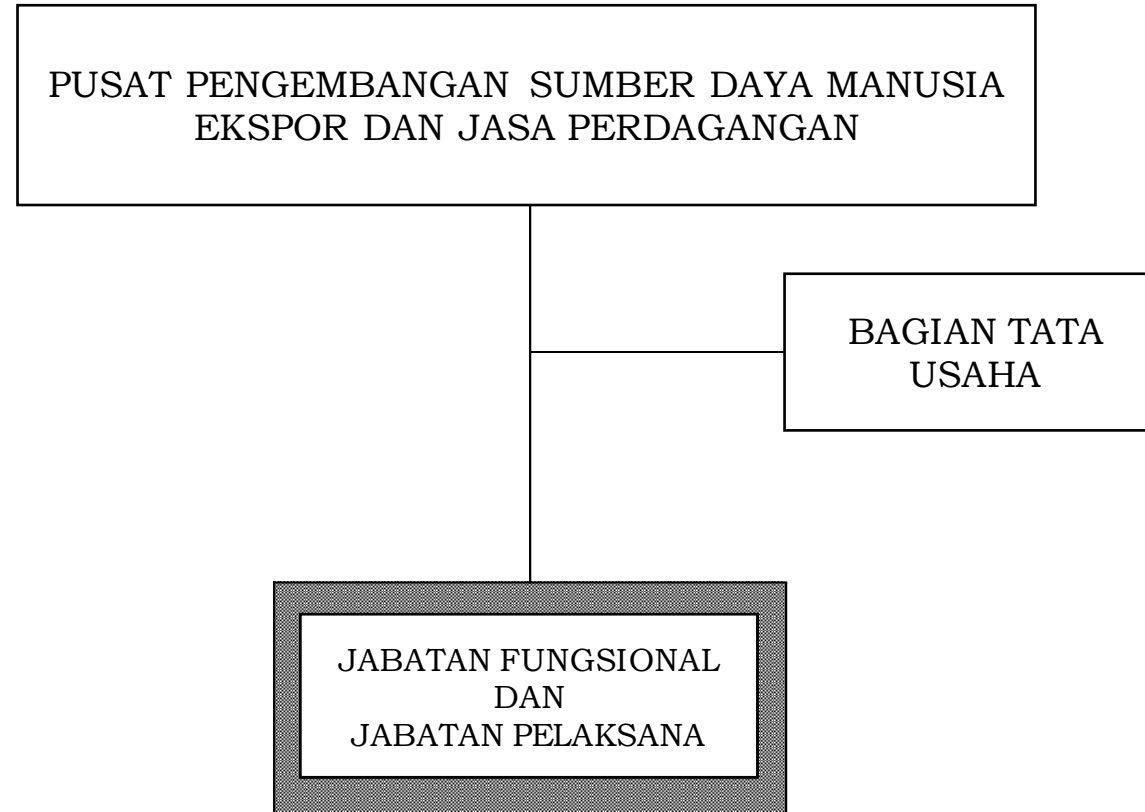 PUSAT PENGEMBANGAN SUMBER DAYA MANUSIA
EKSPOR DAN JASA PERDAGANGAN
BAGIAN TATA
USAHA
JABATAN FUNGSIONAL
DAN
JABATAN PELAKSANA